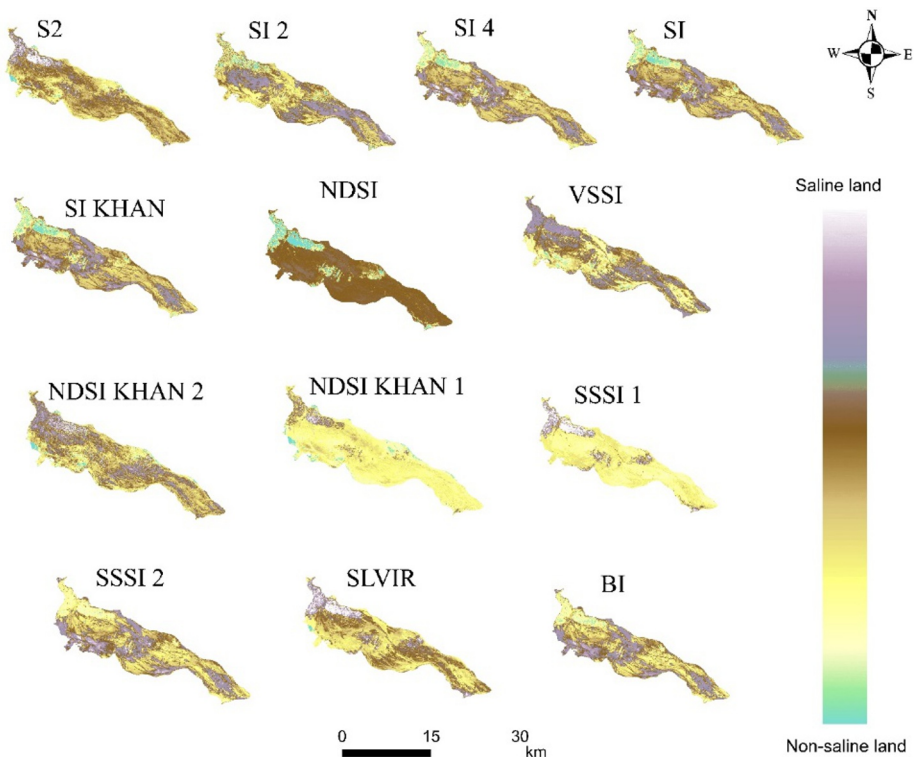 S2
SI 2
SI 4
SI
N
W
E
S
SI KHAN
NDSI
VSSI
Saline land
NDSI KHAN 2
NDSI KHAN 1
SSSI 1
SSSI 2
SLVIR
BI
0 15 30
km
Non-saline land